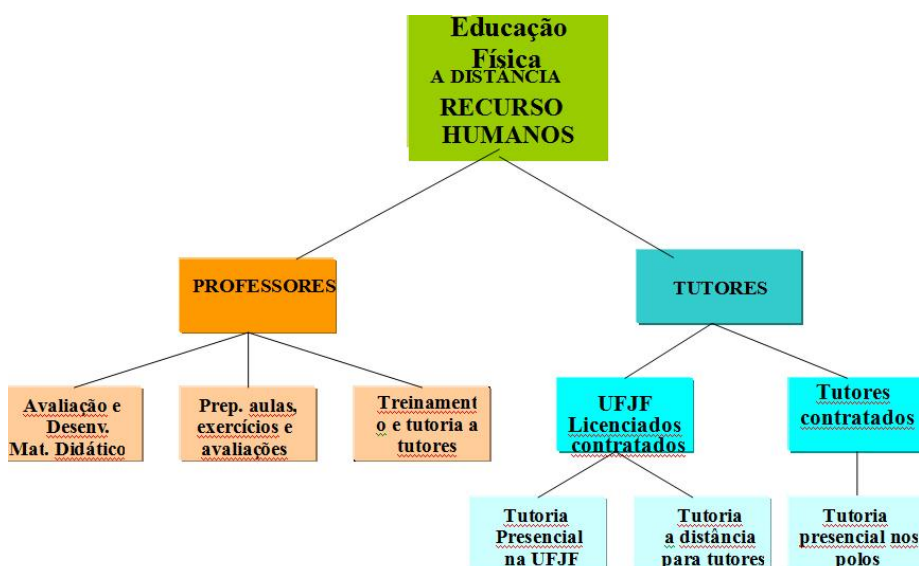 Educação
Física
A DISTÂNCIA
RECURSO
HUMANOS
PROFESSORES
TUTORES
Avaliação e
Desenv.
Mat. Didático
Prep. aulas,
exercícios e
avaliações
Treinament
o e tutoria a
tutores
UFJF
Licenciados
contratados
Tutores
contratados
Tutoria
Presencial
na UFJF
Tutoria
a distância
para tutores
Tutoria
presencial nos
polos